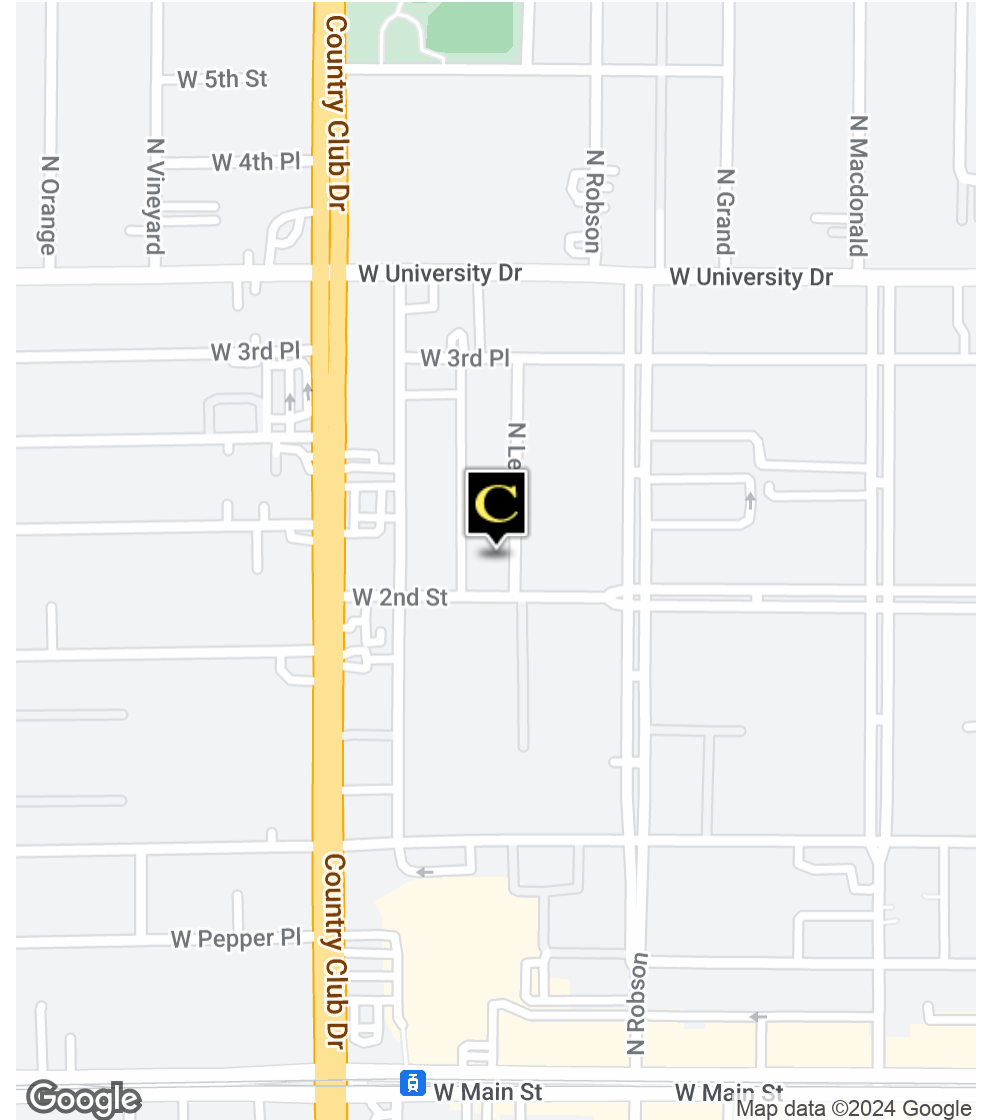 Country Club Dr
W 5th St
N Orange
N Vineyard
W 4th Pl
N Robson
N Grand
N Macdonald
W University Dr
W University Dr
W 3rd Pl
W 3rd Pl
N Le
C
W 2nd St
Country Club Dr
W Pepper Pl
N Robson
W Main St
W Main St
Google
Map data ©2024 Google